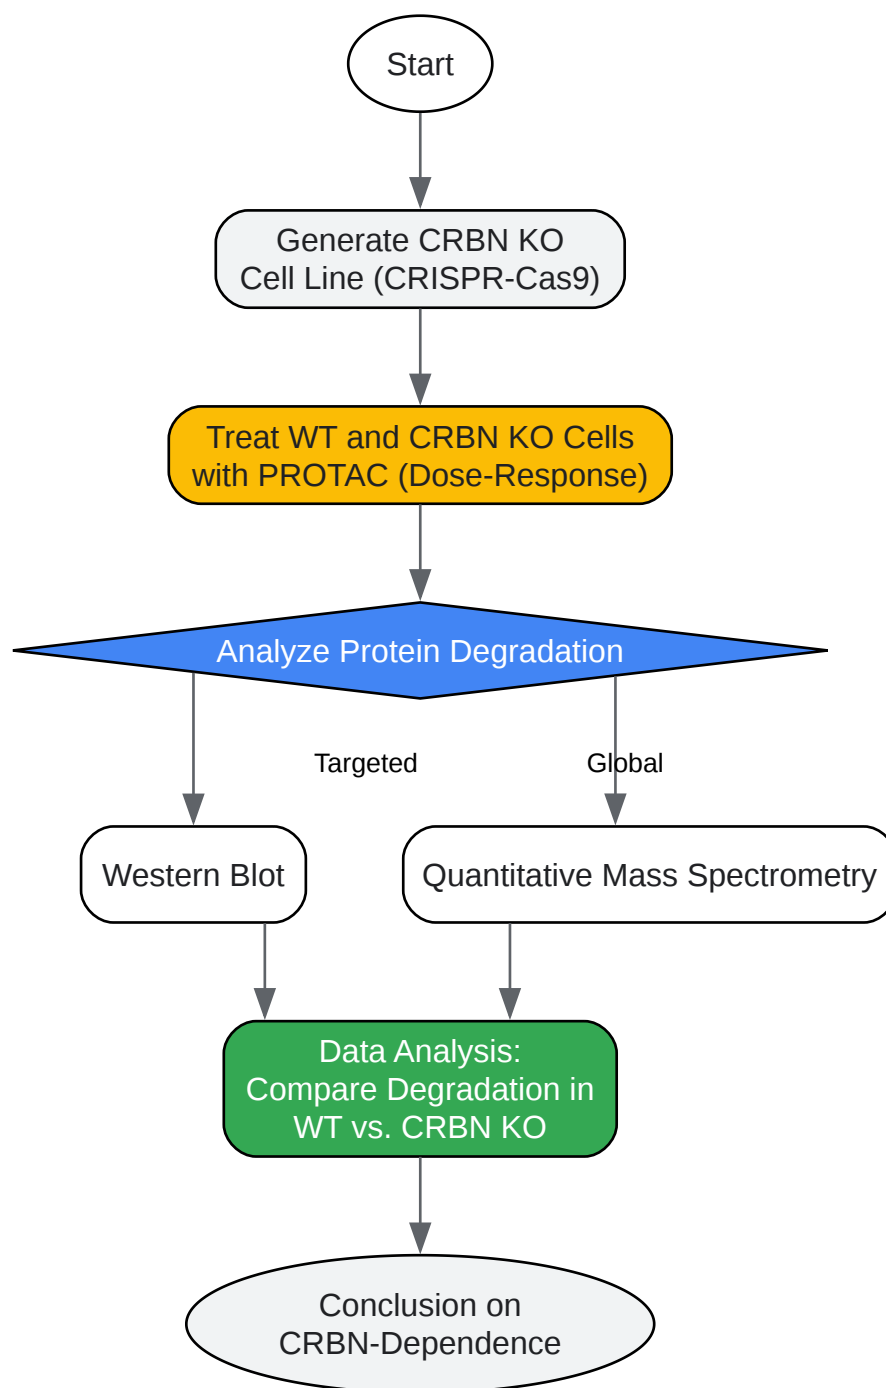 Start
Generate CRBN KO
Cell Line (CRISPR-Cas9)
Treat WT and CRBN KO Cells
with PROTAC (Dose-Response)
Analyze Protein Degradation
Targeted
Global
Western Blot
Quantitative Mass Spectrometry
Data Analysis:
Compare Degradation in
WT vs. CRBN KO
Conclusion on
CRBN-Dependence